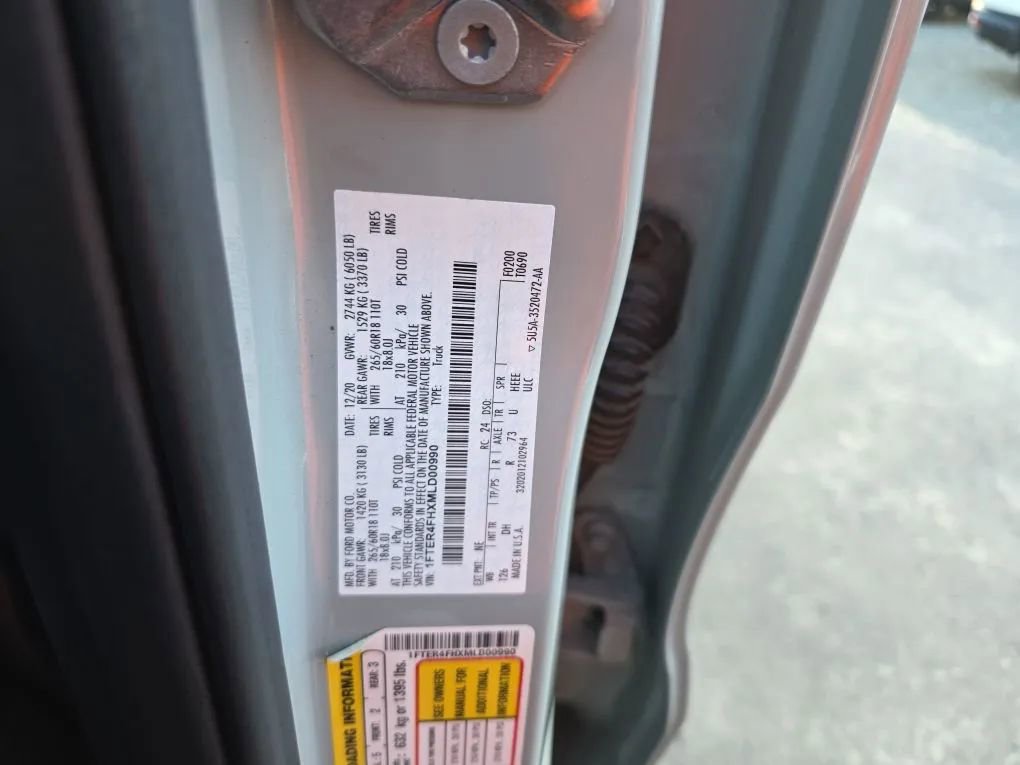 MFG. BY FORD MOTOR CO. DATE: 12/20 GVWR: 2744 KG ( 6050 LB)
FRONT GAWR: 1420 KG ( 3130 LB) REAR GAWR: 1529 KG ( 3370 LB)
WITH 265/60R18 110T TIRES WITH 265/60R18 110T TIRES
18x8.0J RIMS 18x8.0J RIMS
AT 210 kPa/ 30 PSI COLD AT 210 kPa/ 30 PSI COLD
THIS VEHICLE CONFORMS TO ALL APPLICABLE FEDERAL MOTOR VEHICLE
SAFETY STANDARDS IN EFFECT ON THE DATE OF MANUFACTURE SHOWN ABOVE.
VIN: 1FTER4FHXMLD00990 TYPE: Truck
EXT PNT: NE RC: 24 DSO:
WB INT TR TP/PS R AXLE TR SPR F0200
126 DH R 73 U HEEE T0690
ULC ▽ 5U5A-3520472-AA
MADE IN U.S.A. 3202012102964
1FTER4FHXMLD00990
OADING INFORMATI
FRONT: 2 REAR: 3
632 kg or 1395 lbs.
SEE OWNERS
MANUAL FOR
ADDITIONAL
INFORMATION